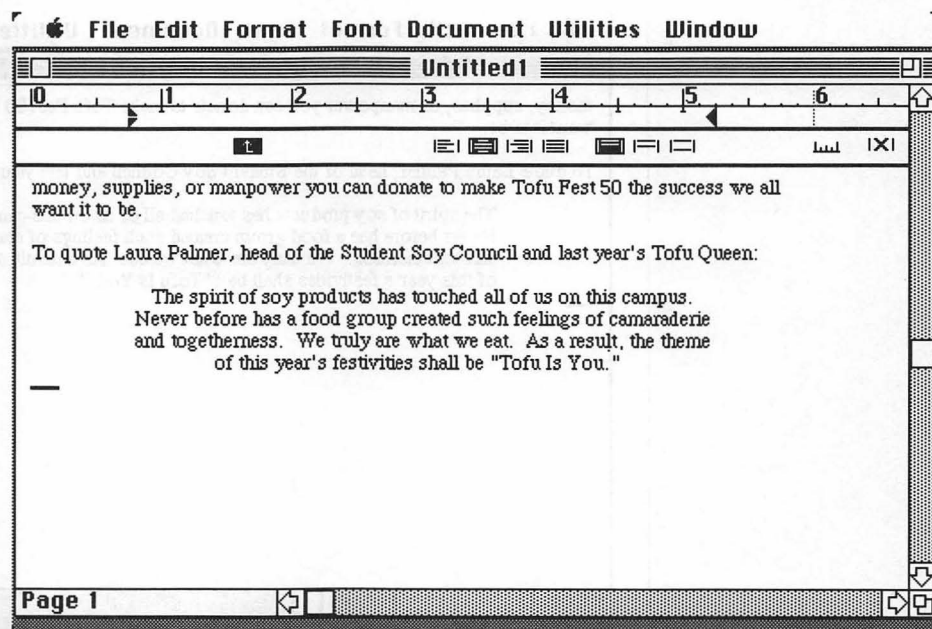 File Edit Format Font Document Utilities Window
Untitled1
0 1 2 3 4 5 6
money, supplies, or manpower you can donate to make Tofu Fest 50 the success we all
want it to be.
To quote Laura Palmer, head of the Student Soy Council and last year's Tofu Queen:
The spirit of soy products has touched all of us on this campus.
Never before has a food group created such feelings of camaraderie
and togetherness. We truly are what we eat. As a result, the theme
of this year's festivities shall be "Tofu Is You."
Page 1